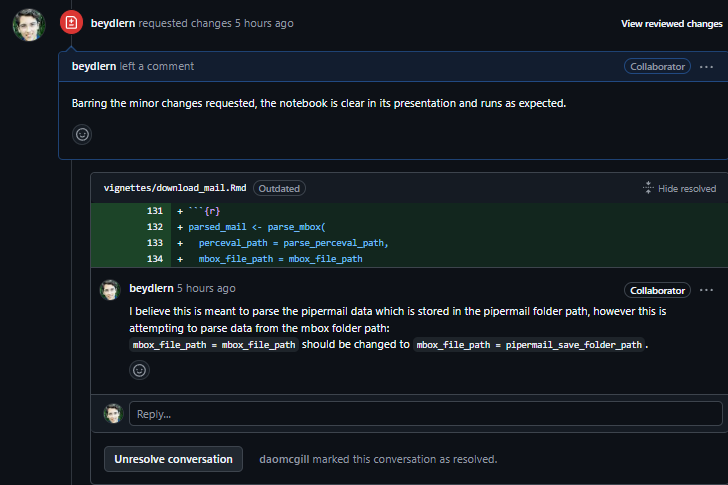 beydlern requested changes 5 hours ago
View reviewed changes
beydlern left a comment
Collaborator
Barring the minor changes requested, the notebook is clear in its presentation and runs as expected.
vignettes/download_mail.Rmd Outdated
Hide resolved
131 + ```{r}
132 + parsed_mail <- parse_mbox(
133 + perceval_path = parse_perceval_path,
134 + mbox_file_path = mbox_file_path
beydlern 5 hours ago
Collaborator
I believe this is meant to parse the pipermail data which is stored in the pipermail folder path, however this is
attempting to parse data from the mbox folder path:
mbox_file_path = mbox_file_path should be changed to mbox_file_path = pipermail_save_folder_path .
Reply...
Unresolve conversation daomcgill marked this conversation as resolved.